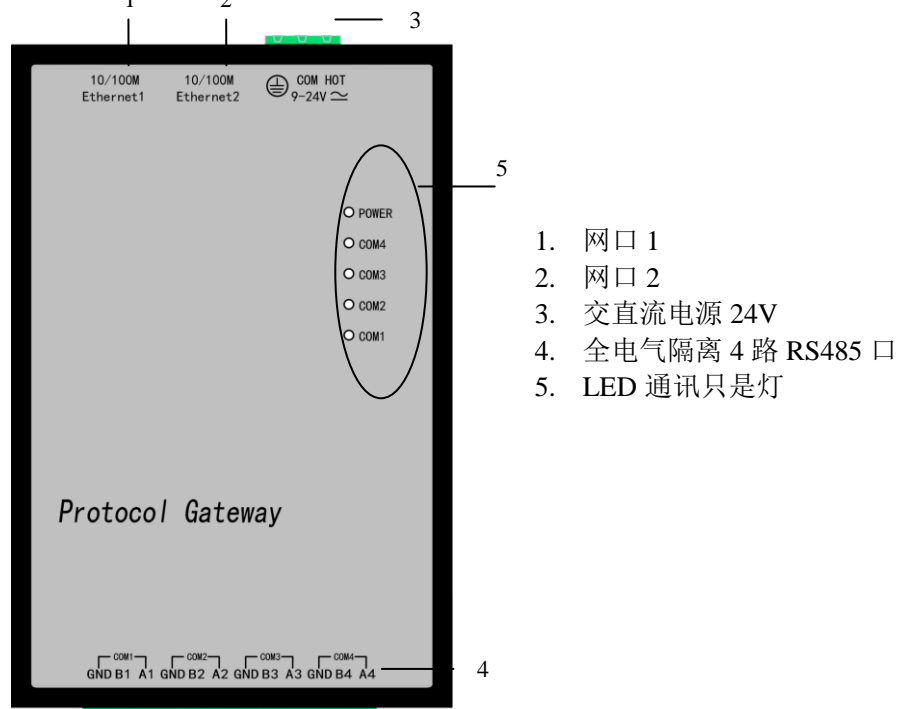 1 2
3
10/100M 10/100M COM HOT
Ethernet1 Ethernet2 9-24V
5
POWER
COM4
COM3
COM2
COM1
1. 网口 1
2. 网口 2
3. 交直流电源 24V
4. 全电气隔离 4 路 RS485 口
5. LED 通讯只是灯
Protocol Gateway
COM1 COM2 COM3 COM4
GND B1 A1 GND B2 A2 GND B3 A3 GND B4 A4
4